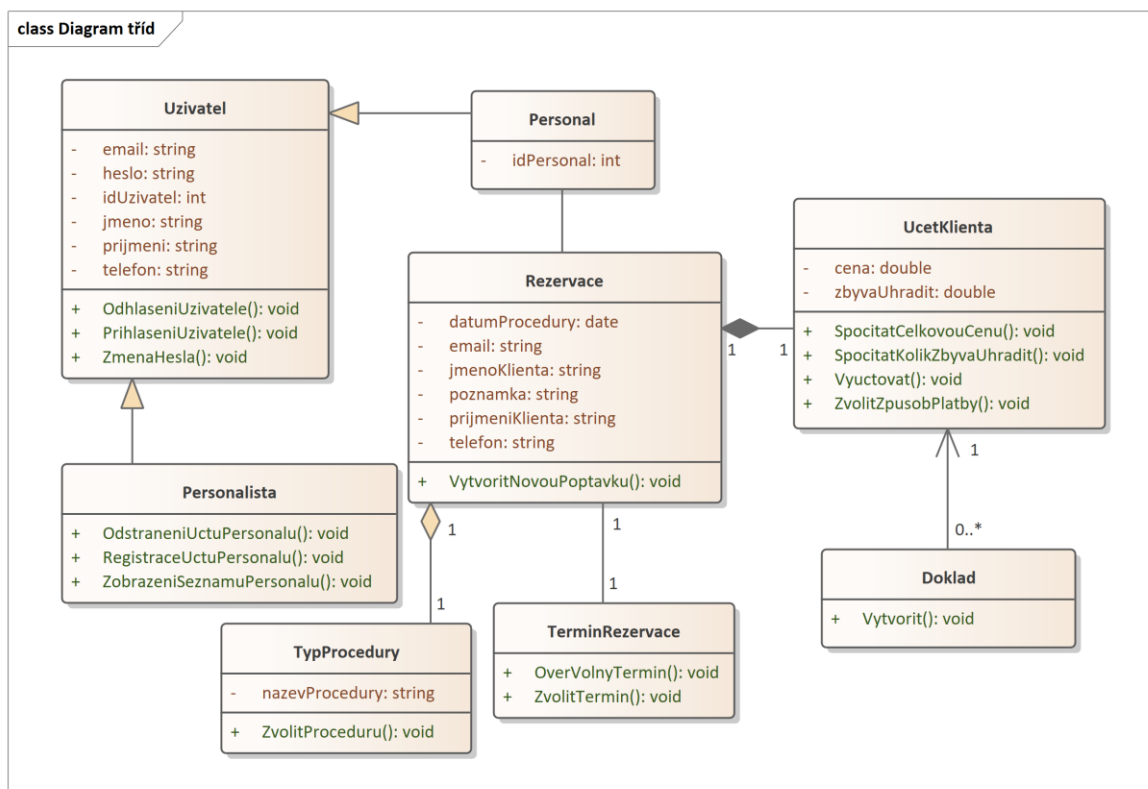 class Diagram tříd
Uzivatel
- email: string
- heslo: string
- idUzivatel: int
- jmeno: string
- prijmeni: string
- telefon: string
+ OdhlaseniUzivatele(): void
+ PrihlaseniUzivatele(): void
+ ZmenaHesla(): void
Personal
- idPersonal: int
Rezervace
- datumProcedury: date
- email: string
- jmenoKlienta: string
- poznamka: string
- prijmeniKlienta: string
- telefon: string
+ VytvoritNovouPoptavku(): void
UcetKlienta
- cena: double
- zbyvaUhradit: double
+ SpocitatCelkovouCenu(): void
+ SpocitatKolikZbyvaUhradit(): void
+ Vyuctovat(): void
+ ZvolitZpusobPlatby(): void
1
1
Personalista
+ OdstraneniUctuPersonalu(): void
+ RegistraceUctuPersonalu(): void
+ ZobrazeniSeznamuPersonalu(): void
1
1
1
1
1
0..*
TypProcedury
- nazevProcedury: string
+ ZvolitProceduru(): void
TerminRezervace
+ OverVolnyTermin(): void
+ ZvolitTermin(): void
Doklad
+ Vytvorit(): void